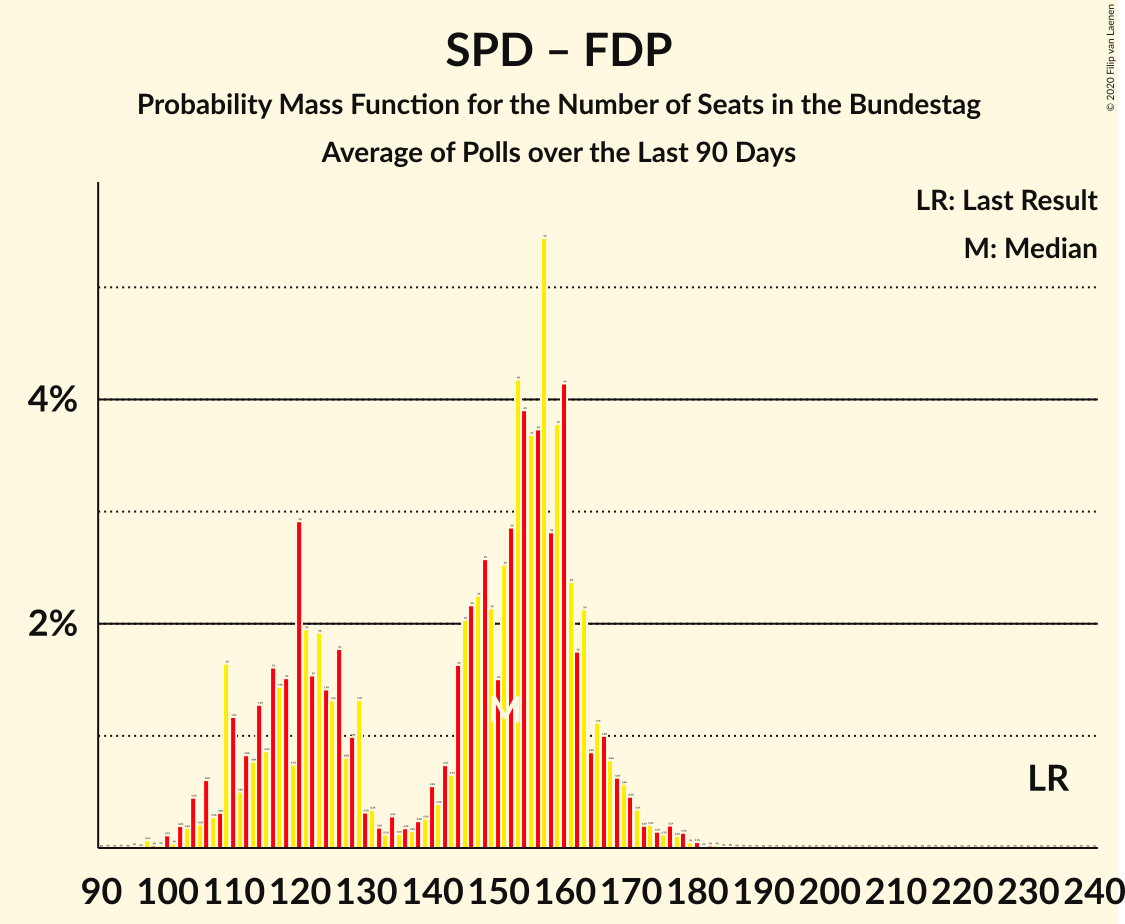 SPD – FDP
Probability Mass Function for the Number of Seats in the Bundestag
Average of Polls over the Last 90 Days
© 2020 Filip van Laenen
LR: Last Result
M: Median
4%
2%
M
LR
90 100 110 120 130 140 150 160 170 180 190 200 210 220 230 240